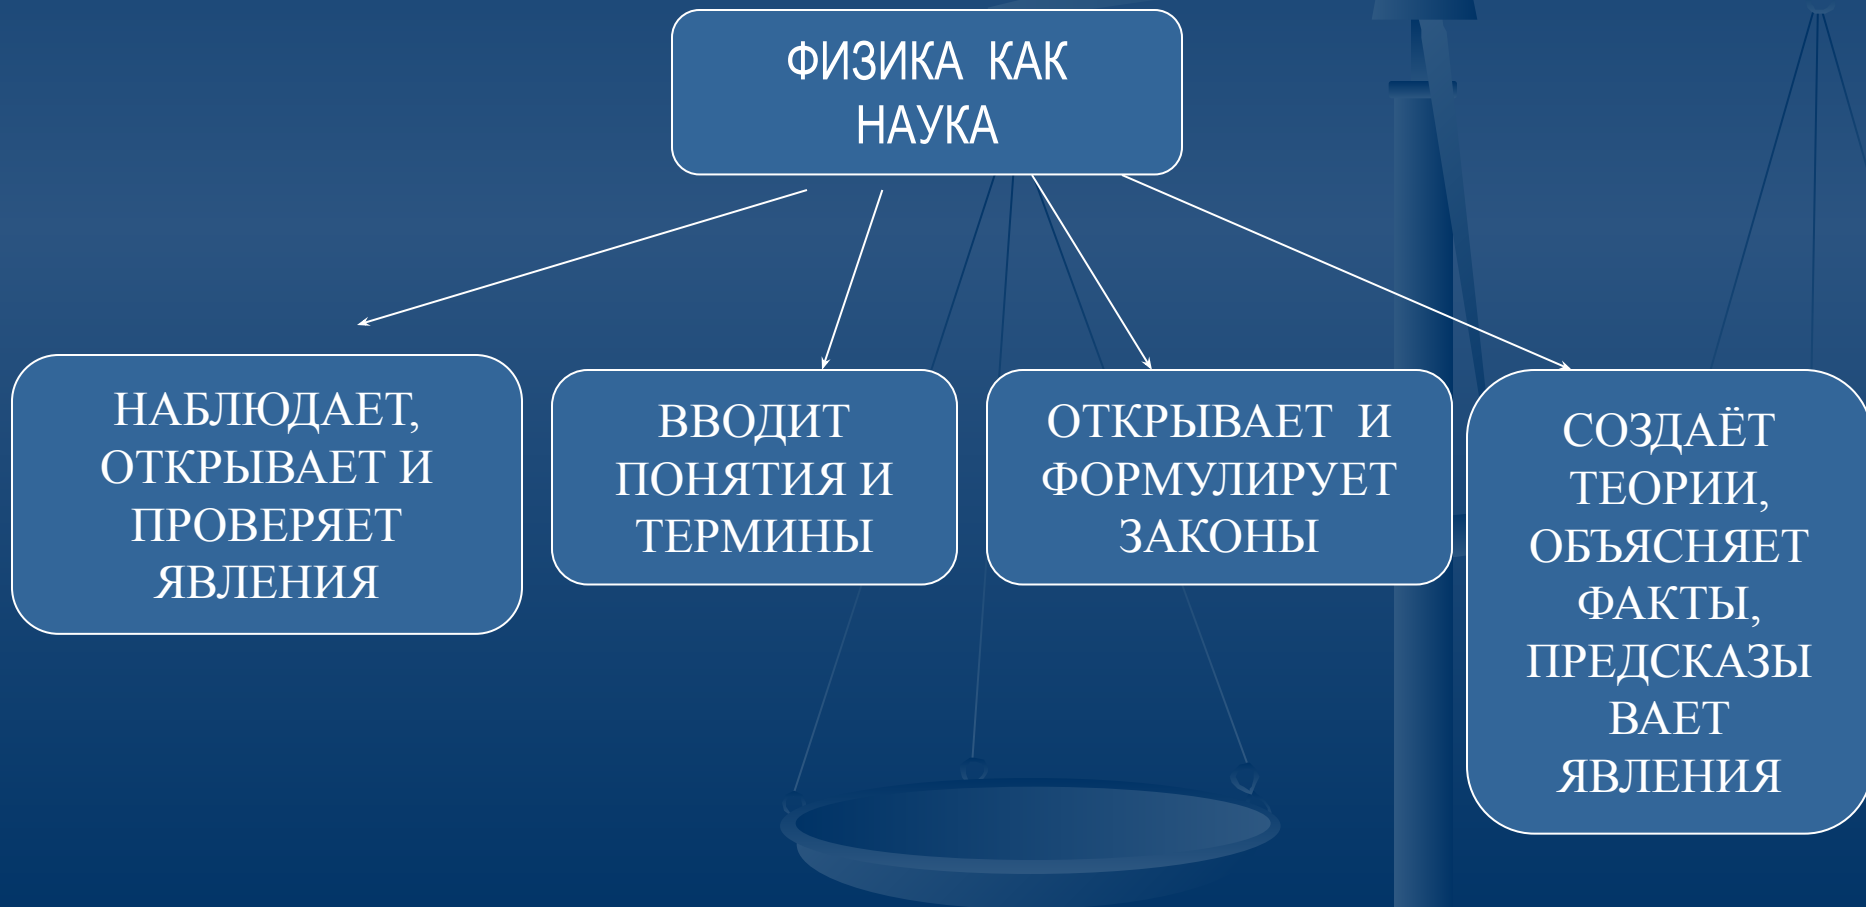 ФИЗИКА КАК
НАУКА
НАБЛЮДАЕТ,
ОТКРЫВАЕТ И
ПРОВЕРЯЕТ
ЯВЛЕНИЯ
ВВОДИТ
ПОНЯТИЯ И
ТЕРМИНЫ
ОТКРЫВАЕТ И
ФОРМУЛИРУЕТ
ЗАКОНЫ
СОЗДАЁТ
ТЕОРИИ,
ОБЪЯСНЯЕТ
ФАКТЫ,
ПРЕДСКАЗЫ
ВАЕТ
ЯВЛЕНИЯ